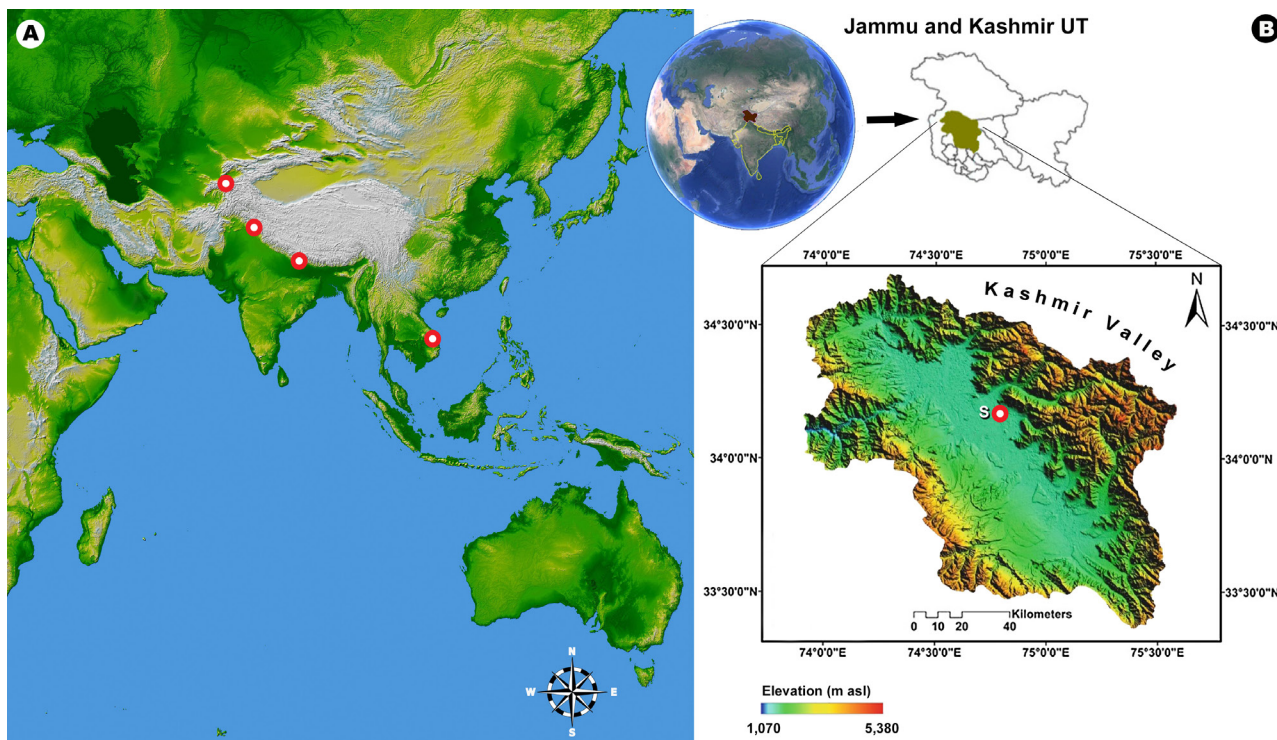 A
Jammu and Kashmir UT
B
74°0'0"E 74°30'0"E 75°0'0"E 75°30'0"E
Kashmir Valley
N
34°30'0"N 34°30'0"N
S
34°0'0"N 34°0'0"N
33°30'0"N 33°30'0"N
Kilometers
0 10 20 40
74°0'0"E 74°30'0"E 75°0'0"E 75°30'0"E
N
W E
S
Elevation (m asl)
1,070 5,380